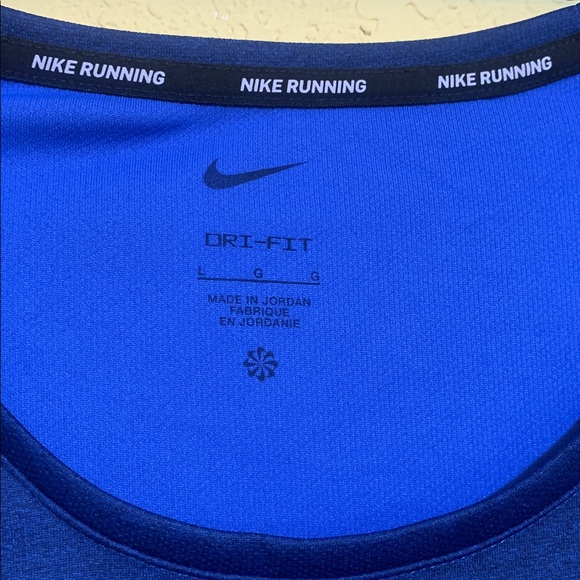 NIKE RUNNING NIKE RUNNING NIKE RUNNING
DRI-FIT
L G G
MADE IN JORDAN
FABRIQUE
EN JORDANIE